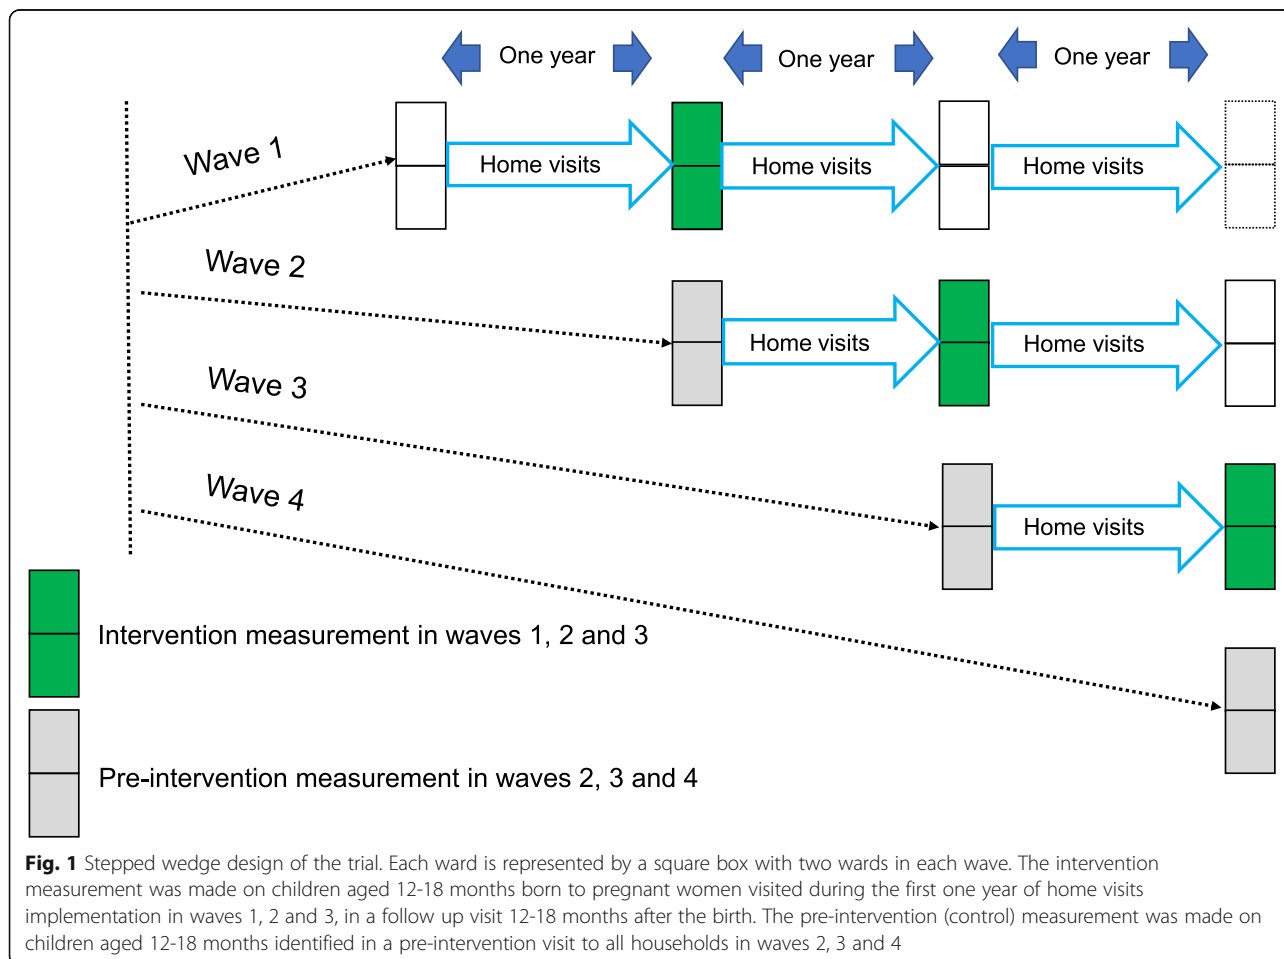 One year
One year
One year
Wave 1
Home visits
Home visits
Home visits
Wave 2
Home visits
Home visits
Wave 3
Home visits
Wave 4
Intervention measurement in waves 1, 2 and 3
Pre-intervention measurement in waves 2, 3 and 4
Fig. 1 Stepped wedge design of the trial. Each ward is represented by a square box with two wards in each wave. The intervention
measurement was made on children aged 12-18 months born to pregnant women visited during the first one year of home visits
implementation in waves 1, 2 and 3, in a follow up visit 12-18 months after the birth. The pre-intervention (control) measurement was made on
children aged 12-18 months identified in a pre-intervention visit to all households in waves 2, 3 and 4